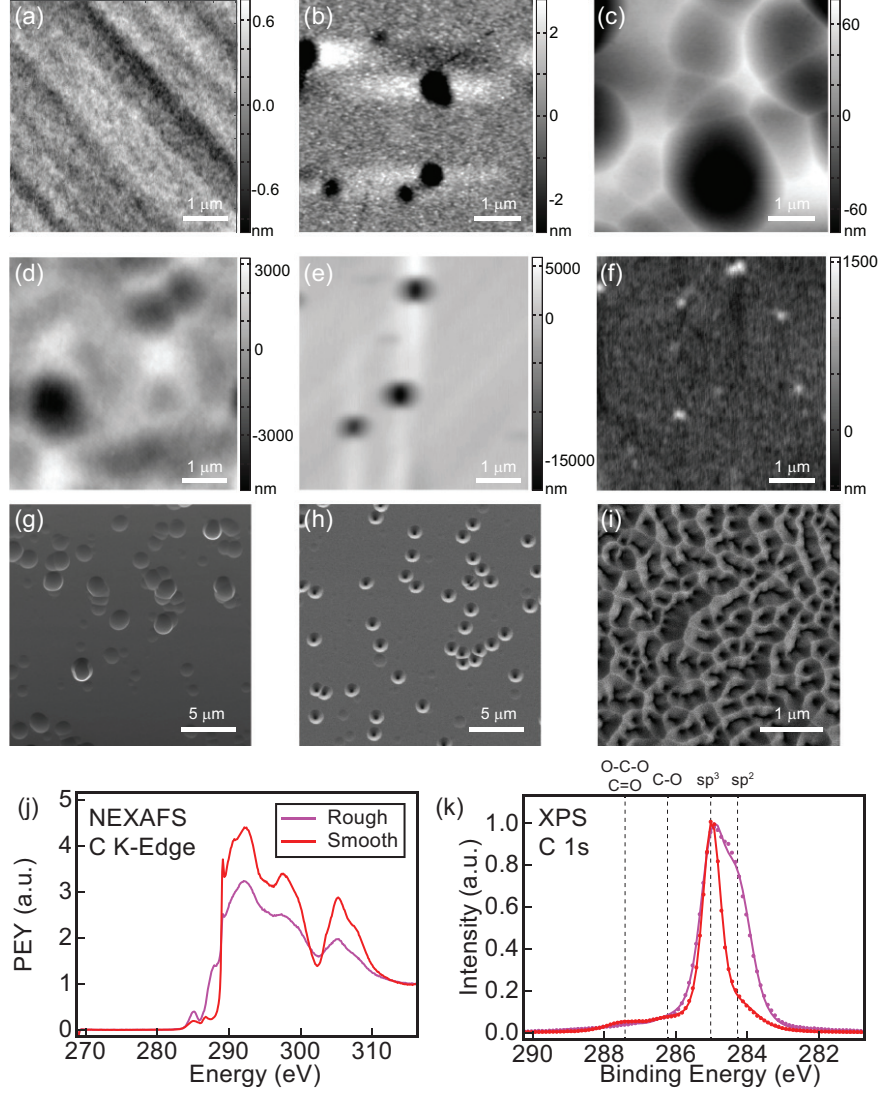 (a)
0.6
0.0
-0.6
nm
1 μm
(b)
2
0
-2
nm
1 μm
(c)
60
0
-60
nm
1 μm
(d)
3000
0
-3000
nm
1 μm
(e)
5000
0
-15000
nm
1 μm
(f)
1500
0
nm
1 μm
(g)
5 μm
(h)
5 μm
(i)
1 μm
(j)
NEXAFS
C K-Edge
Rough
Smooth
PEY (a.u.)
5
4
3
2
1
0
270
280
290
300
310
Energy (eV)
(k)
XPS
C 1s
O-C-O
C=O
C-O
sp³
sp²
Intensity (a.u.)
1.0
0.8
0.6
0.4
0.2
0.0
290
288
286
284
282
Binding Energy (eV)